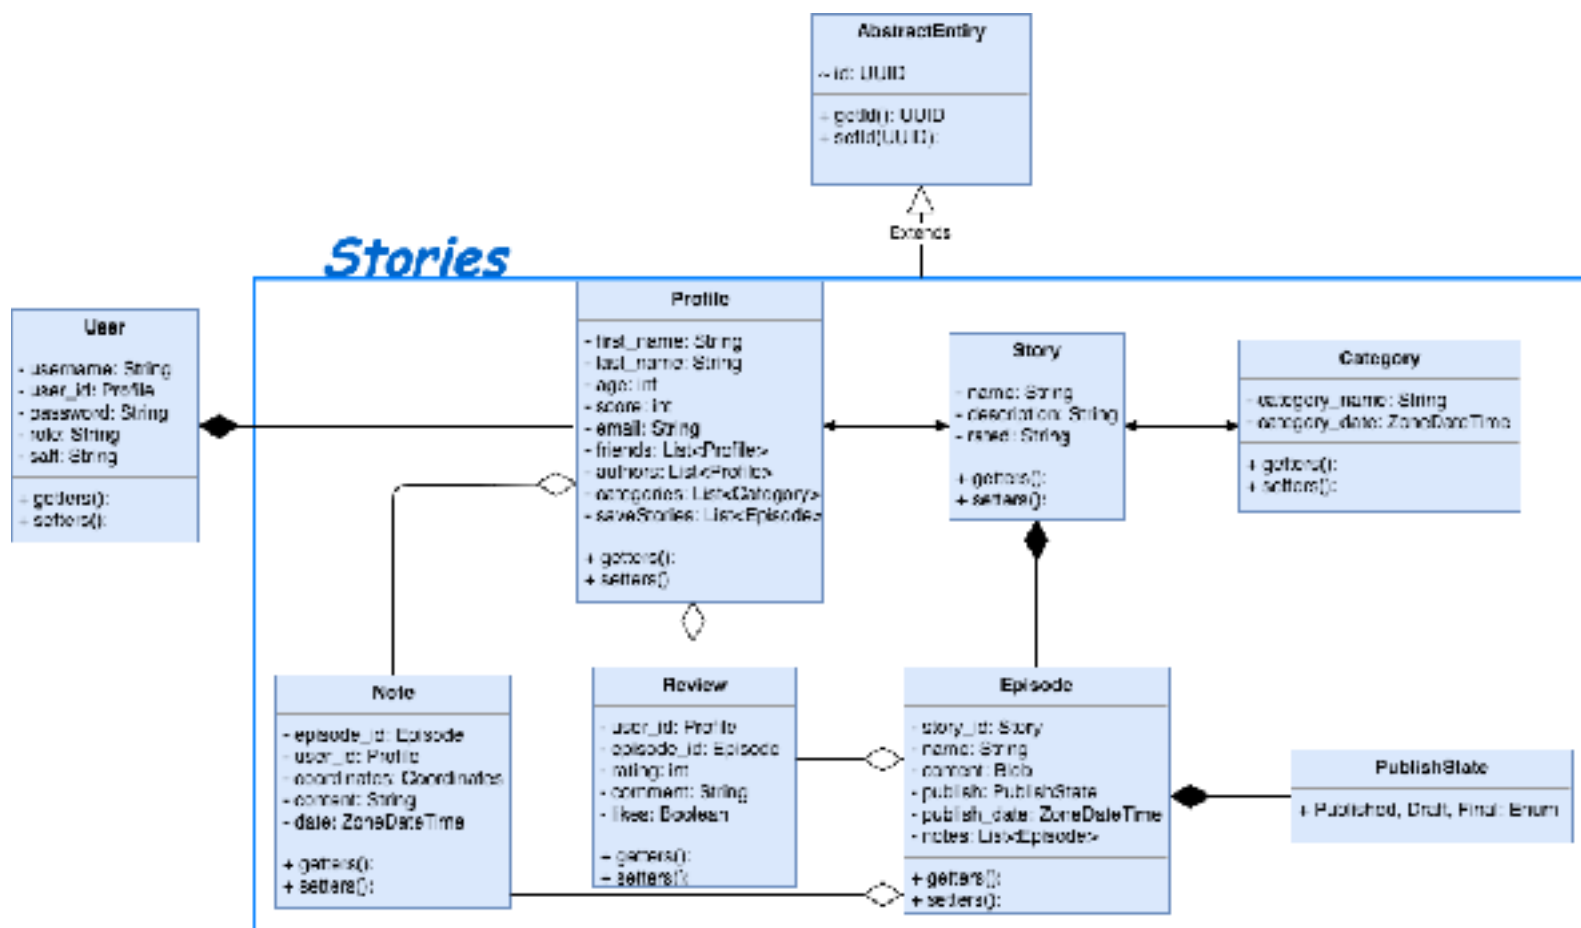 AbstractEntiry
~ id: UUID
+ getId(): UUID
+ setId(UUID):
Extends
Stories
User
- username: String
- user_id: Profile
- password: String
- role: String
- salt: String
+ getters():
+ setters():
Profile
- first_name: String
- last_name: String
- age: int
- score: int
- email: String
- friends: List<Profile>
- authors: List<Profile>
- categories: List<Category>
- saveStories: List<Episode>
+ getters():
+ setters()
Story
- name: String
- description: String
- rated: String
+ getters():
+ setters():
Category
- category_name: String
- category_date: ZoneDateTime
+ getters():
+ setters():
Note
- episode_id: Episode
- user_id: Profile
- coordinates: Coordinates
- content: String
- date: ZoneDateTime
+ getters():
+ setters():
Review
- user_id: Profile
- episode_id: Episode
- rating: int
- comment: String
- likes: Boolean
+ getters():
+ setters():
Episode
- story_id: Story
- name: String
- content: Blob
- publish: PublishState
- publish_date: ZoneDateTime
- notes: List<Episode>
+ getters():
+ setters():
PublishState
+ Published, Draft, Final: Enum